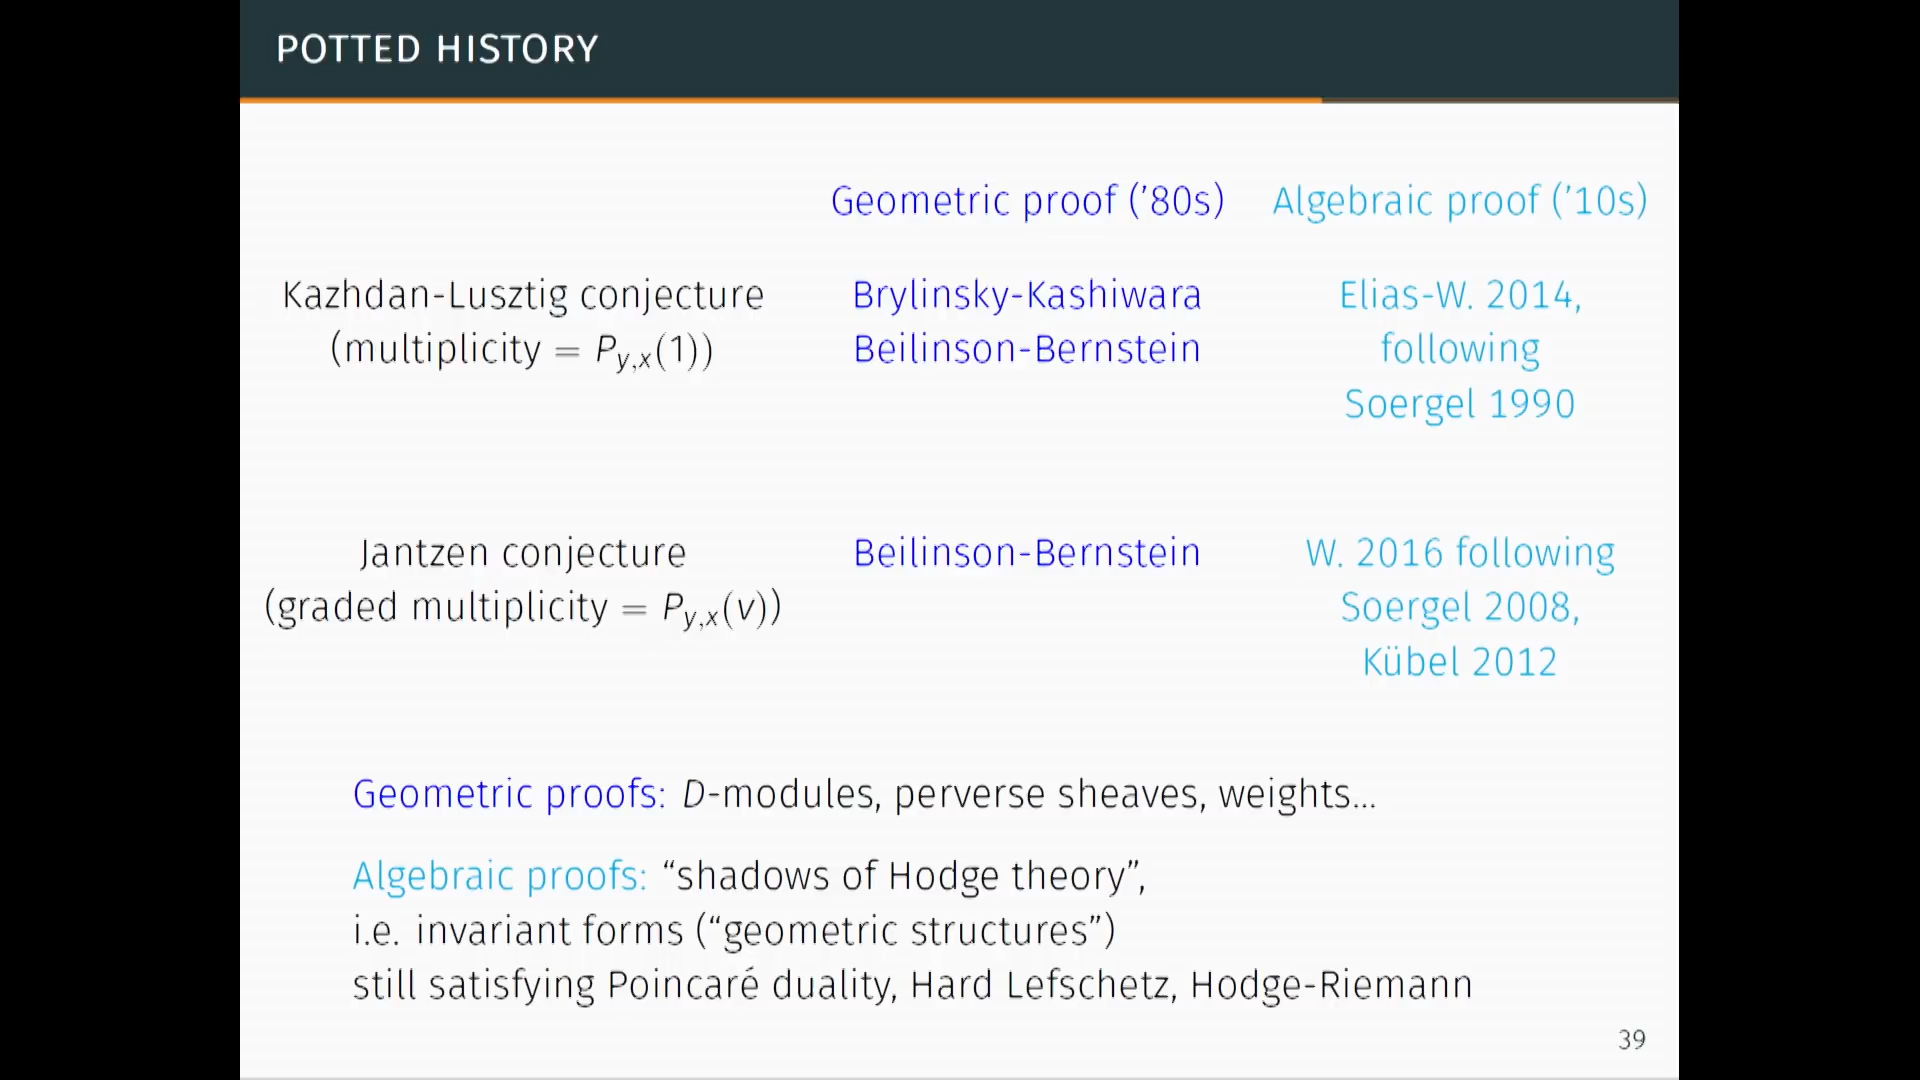 POTTED HISTORY
Geometric proof ('80s) Algebraic proof ('10s)
Kazhdan-Lusztig conjecture Brylinsky-Kashiwara Elias-W. 2014,
(multiplicity = P_{y,x}(1)) Beilinson-Bernstein following
Soergel 1990
Jantzen conjecture Beilinson-Bernstein W. 2016 following
(graded multiplicity = P_{y,x}(v)) Soergel 2008,
Kübel 2012
Geometric proofs: D-modules, perverse sheaves, weights...
Algebraic proofs: “shadows of Hodge theory”,
i.e. invariant forms (“geometric structures”)
still satisfying Poincaré duality, Hard Lefschetz, Hodge-Riemann
39